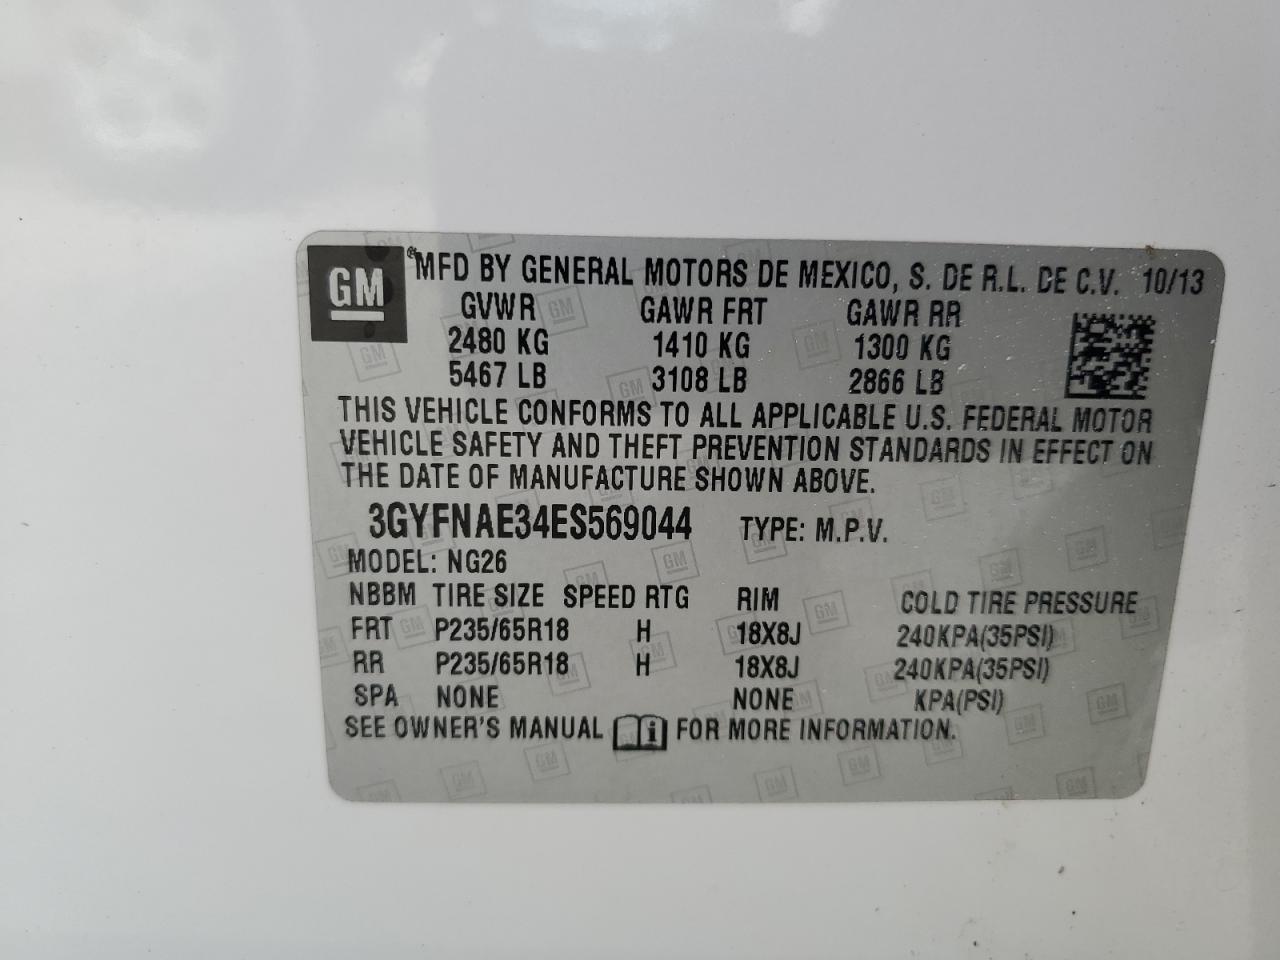 GM
® MFD BY GENERAL MOTORS DE MEXICO, S. DE R.L. DE C.V. 10/13
GVWR GAWR FRT GAWR RR
2480 KG 1410 KG 1300 KG
5467 LB 3108 LB 2866 LB
THIS VEHICLE CONFORMS TO ALL APPLICABLE U.S. FEDERAL MOTOR
VEHICLE SAFETY AND THEFT PREVENTION STANDARDS IN EFFECT ON
THE DATE OF MANUFACTURE SHOWN ABOVE.
3GYFNAE34ES569044 TYPE: M.P.V.
MODEL: NG26
NBBM TIRE SIZE SPEED RTG RIM COLD TIRE PRESSURE
FRT P235/65R18 H 18X8J 240KPA(35PSI)
RR P235/65R18 H 18X8J 240KPA(35PSI)
SPA NONE NONE KPA(PSI)
SEE OWNER'S MANUAL i FOR MORE INFORMATION.